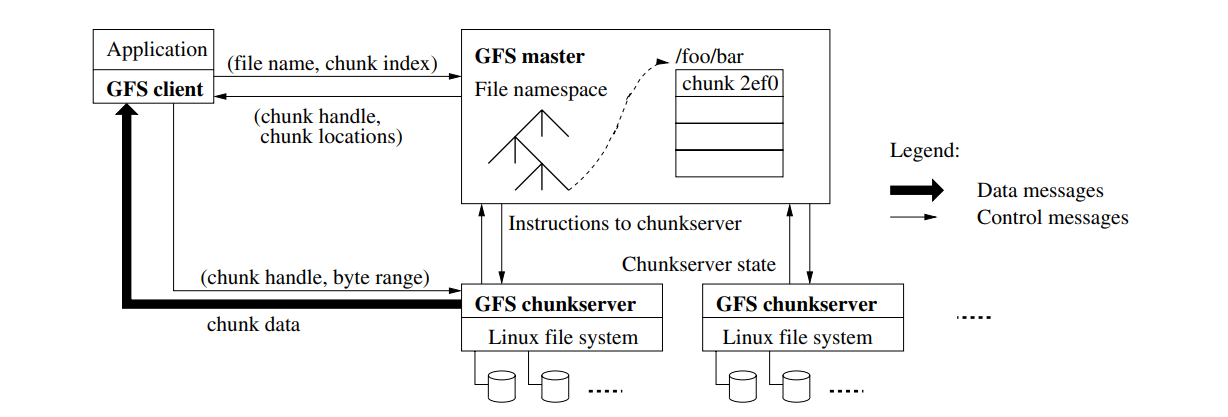 Application
GFS client
(file name, chunk index)
(chunk handle,
chunk locations)
GFS master
File namespace
/foo/bar
chunk 2ef0
Legend:
Data messages
Control messages
Instructions to chunkserver
Chunkserver state
(chunk handle, byte range)
chunk data
GFS chunkserver
Linux file system
GFS chunkserver
Linux file system